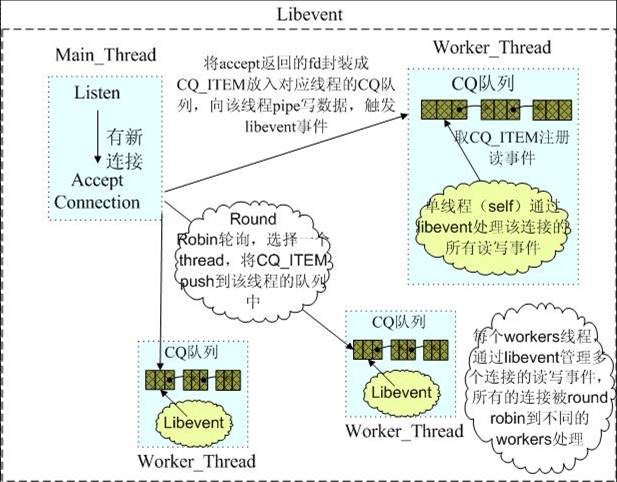 Libevent
Main_Thread
Listen
有新
连接
Accept
Connection
将accept返回的fd封装成
CQ_ITEM放入对应线程的CQ队
列，向该线程pipe写数据，触发
libevent事件
Worker_Thread
CQ队列
取CQ_ITEM注册
读事件
单线程（self）通过
libevent处理该连接的
所有读写事件
Round
Robin轮询，选择一个
thread，将CQ_ITEM
push到该线程的队列
中
CQ队列
Libevent
Worker_Thread
CQ队列
Libevent
Worker_Thread
每个workers线程，
通过libevent管理多
个连接的读写事件，
所有的连接被round
robin到不同的
workers处理